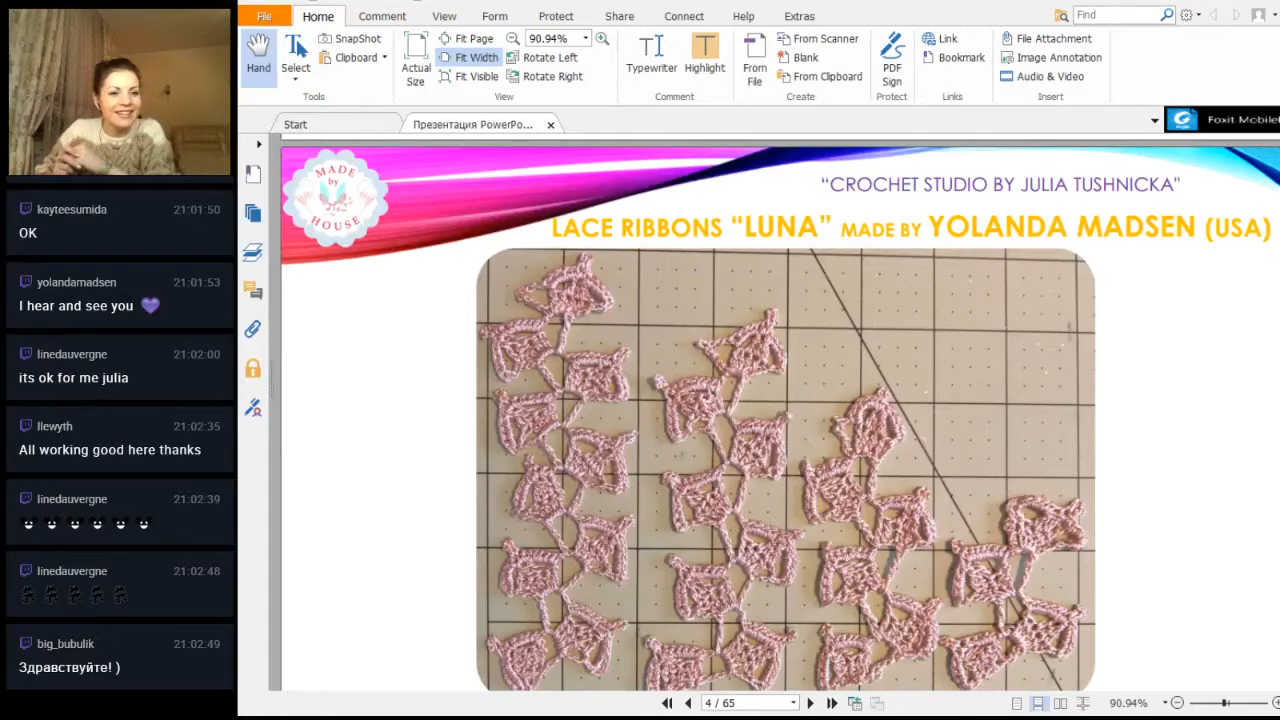 File
Home
Comment
View
Form
Protect
Share
Connect
Help
Extras
Find
Hand
Select
SnapShot
Clipboard
Tools
Actual
Size
Fit Page
Fit Width
Fit Visible
90.94%
Rotate Left
Rotate Right
View
Typewriter
Highlight
Comment
From
File
From Scanner
Blank
From Clipboard
Create
PDF
Sign
Protect
Link
Bookmark
Links
File Attachment
Image Annotation
Audio & Video
Insert
Start
Презентация PowerPo...
Foxit Mobile
MADE
by
HOUSE
“CROCHET STUDIO BY JULIA TUSHNICKA”
LACE RIBBONS “LUNA” MADE BY YOLANDA MADSEN (USA)
kayteesumida 21:01:50
OK
yolandamadsen 21:01:53
I hear and see you
linedauvergne 21:02:00
its ok for me julia
llewyth 21:02:35
All working good here thanks
linedauvergne 21:02:39
linedauvergne 21:02:48
big_bubulik 21:02:49
Здравствуйте! )
4 / 65
90.94%